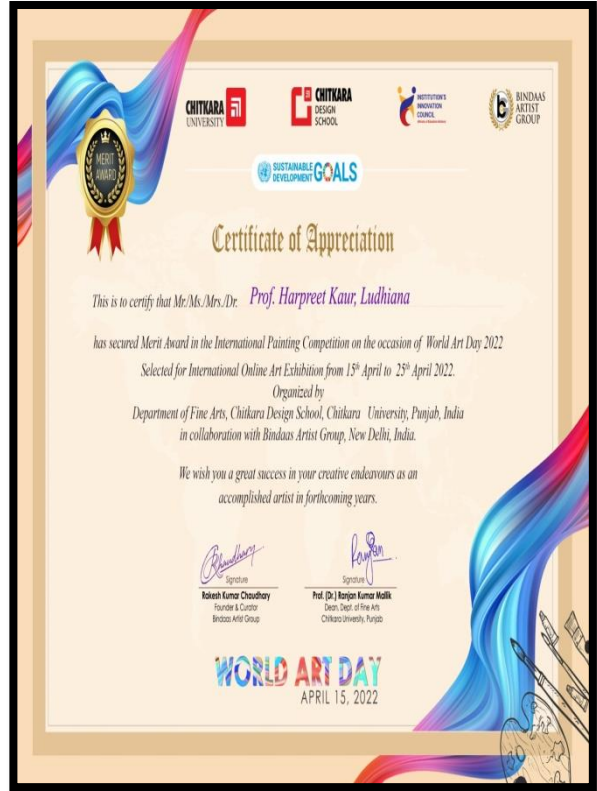 CHITKARA
UNIVERSITY
CHITKARA
DESIGN
SCHOOL
INSTITUTION'S
INNOVATION
COUNCIL
BINDAAS
ARTIST
GROUP
SUSTAINABLE
DEVELOPMENT GOALS
MERIT
AWARD
Certificate of Appreciation
This is to certify that Mr./Ms./Mrs./Dr. Prof. Harpreet Kaur, Ludhiana
has secured Merit Award in the International Painting Competition on the occasion of World Art Day 2022
Selected for International Online Art Exhibition from 15th April to 25th April 2022.
Organized by
Department of Fine Arts, Chitkara Design School, Chitkara University, Punjab, India
in collaboration with Bindaas Artist Group, New Delhi, India.
We wish you a great success in your creative endeavours as an
accomplished artist in forthcoming years.
Signature
Rakesh Kumar Choudhary
Founder & Curator
Bindaas Artist Group
Signature
Prof. (Dr.) Ranjan Kumar Mallik
Dean, Dept. of Fine Arts
Chitkara University, Punjab
WORLD ART DAY
APRIL 15, 2022